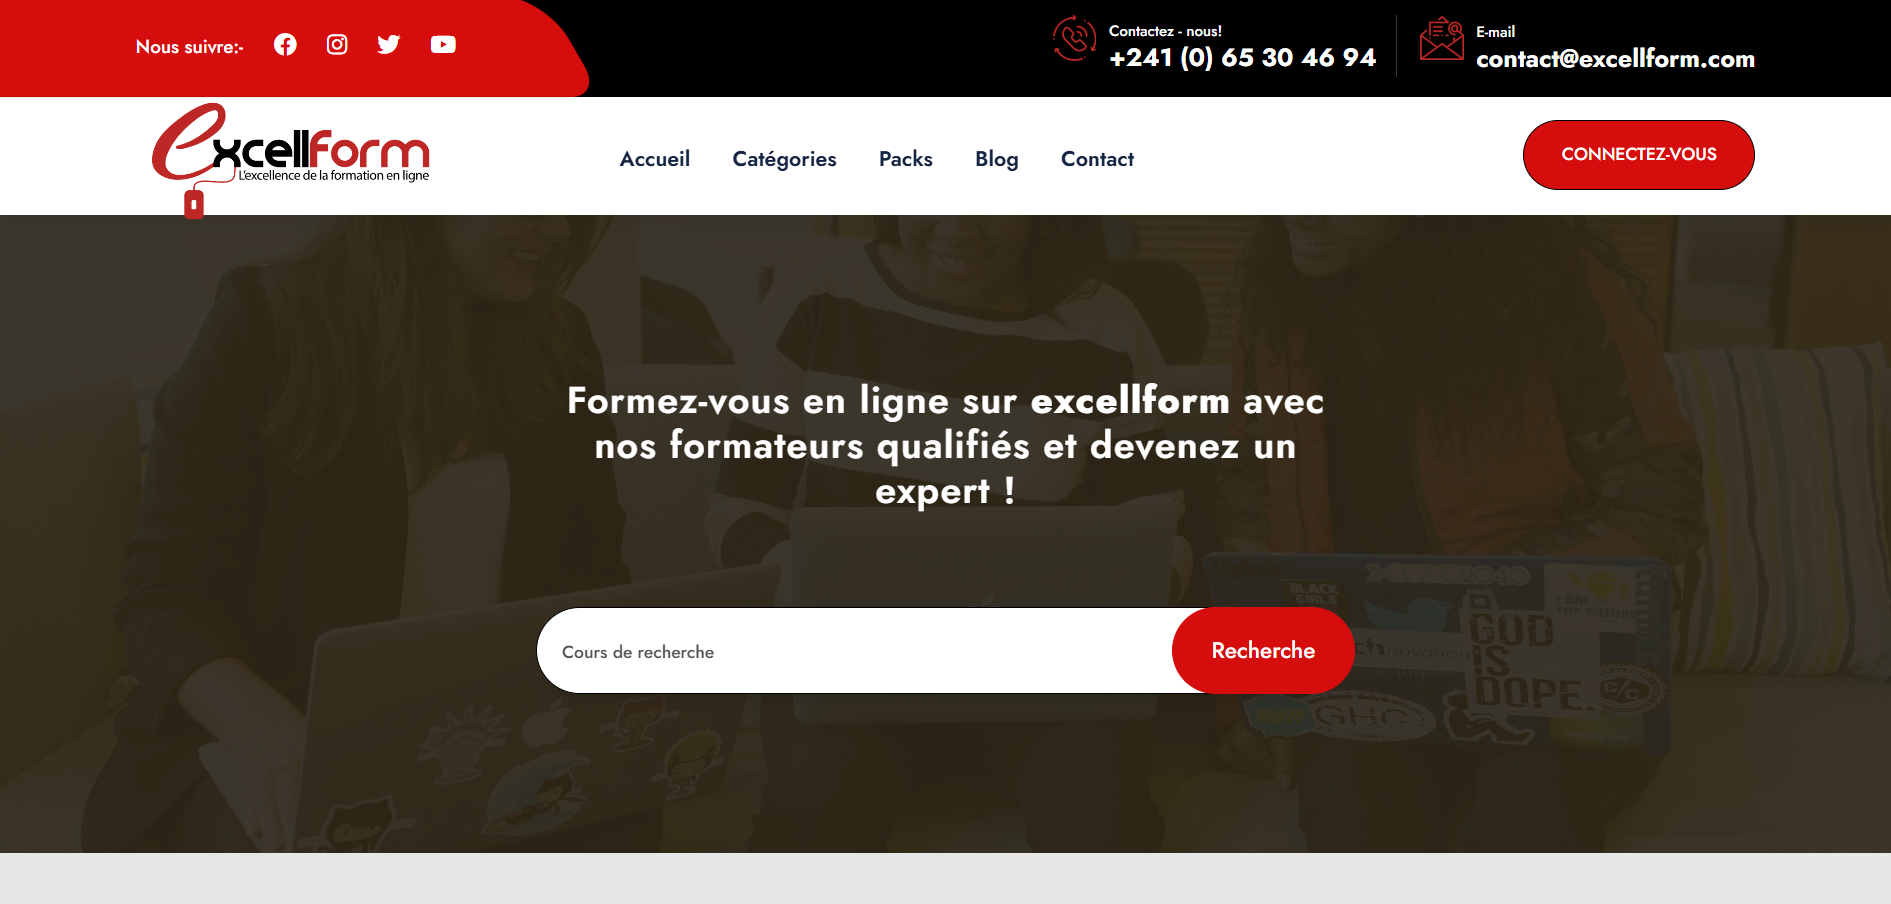 Nous suivre:-
Contactez - nous!
+241 (0) 65 30 46 94
E-mail
contact@excellform.com
excellform
L'excellence de la formation en ligne
Accueil
Catégories
Packs
Blog
Contact
CONNECTEZ-VOUS
Formez-vous en ligne sur excellform avec
nos formateurs qualifiés et devenez un
expert !
Cours de recherche
Recherche
BLACK
GIRLS
I AM
THE FUTURE
GOD
IS
DOPE.
GHC
C/C